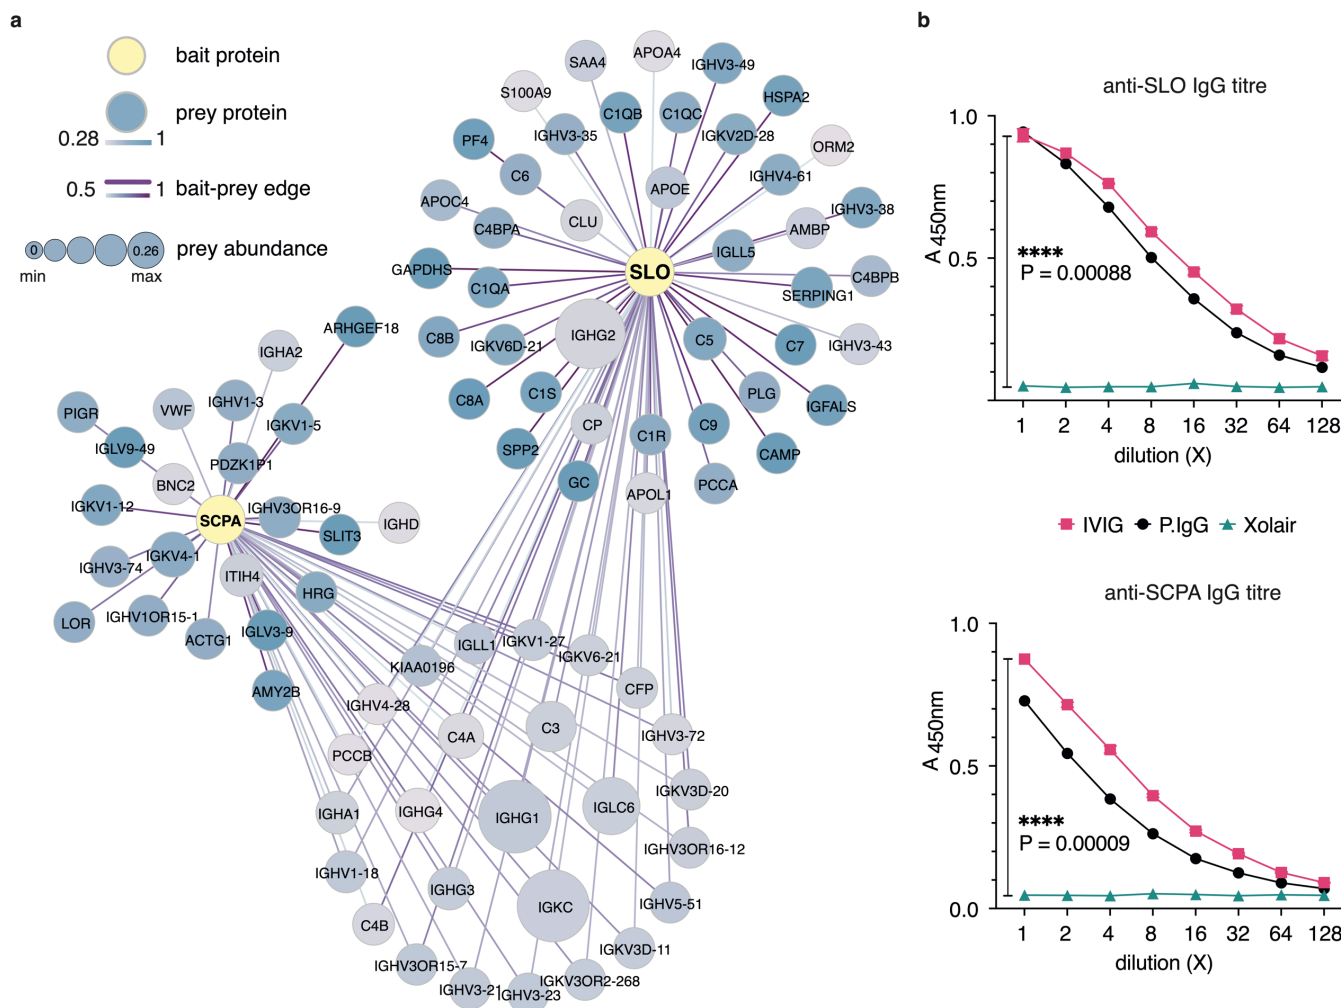 a
bait protein
prey protein
0.28 1
0.5 1
bait-prey edge
0 0.26
prey abundance
min max
APOA4
SAA4
IGHV3-49
S100A9
HSPA2
C1QB
C1QC
IGHV3-35
IGKV2D-28
PF4
ORM2
C6
IGHV4-61
APOE
APOC4
IGHV3-38
CLU
AMBP
C4BPA
IGLL5
GAPDHS
SLO
C4BPB
C1QA
SERPING1
ARHGEF18
C8B
IGKV6D-21
IGHG2
C5
C7
IGHV3-43
IGHA2
C8A
C1S
PLG
IGFALS
PIGR
VWF
IGHV1-3
IGKV1-5
CP
C1R
C9
IGLV9-49
SPP2
CAMP
PDZK1P1
BNC2
GC
APOL1
PCCA
IGKV1-12
IGHV3OR16-9
SCPA
SLIT3
IGHD
IGHV3-74
IGKV4-1
ITIH4
HRG
LOR
IGHV1OR15-1
ACTG1
IGLV3-9
IGLL1
IGKV1-27
IGKV6-21
KIAA0196
AMY2B
CFP
IGHV4-28
C4A
C3
IGHV3-72
PCCB
IGKV3D-20
IGHA1
IGHG4
IGHG1
IGLC6
IGHV3OR16-12
IGHV1-18
IGHG3
IGKC
IGHV5-51
C4B
IGKV3D-11
IGHV3OR15-7
IGHV3-21
IGHV3-23
IGKV3OR2-268
b
anti-SLO IgG titre
1.0
A 450nm
****
P = 0.00088
0.5
1 2 4 8 16 32 64 128
dilution (X)
IVIG P.IgG Xolair
anti-SCPA IgG titre
1.0
A 450nm
0.5
****
P = 0.00009
0.0
1 2 4 8 16 32 64 128
dilution (X)